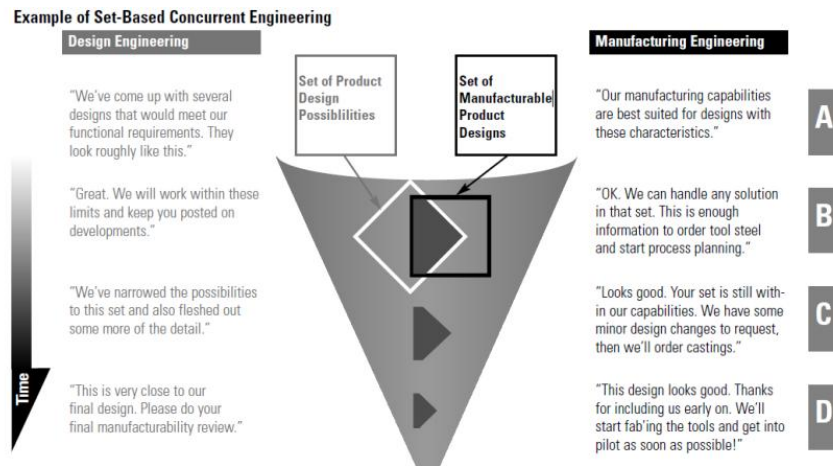 Example of Set-Based Concurrent Engineering
Design Engineering
Manufacturing Engineering
Set of Product
Design
Possiblilities
Set of
Manufacturable
Product
Designs
"We've come up with several
designs that would meet our
functional requirements. They
look roughly like this."
"Our manufacturing capabilities
are best suited for designs with
these characteristics."
A
"Great. We will work within these
limits and keep you posted on
developments."
"OK. We can handle any solution
in that set. This is enough
information to order tool steel
and start process planning."
B
"We've narrowed the possibilities
to this set and also fleshed out
some more of the detail."
"Looks good. Your set is still with-
in our capabilities. We have some
minor design changes to request,
then we'll order castings."
C
Time
"This is very close to our
final design. Please do your
final manufacturability review."
"This design looks good. Thanks
for including us early on. We'll
start fab'ing the tools and get into
pilot as soon as possible!"
D